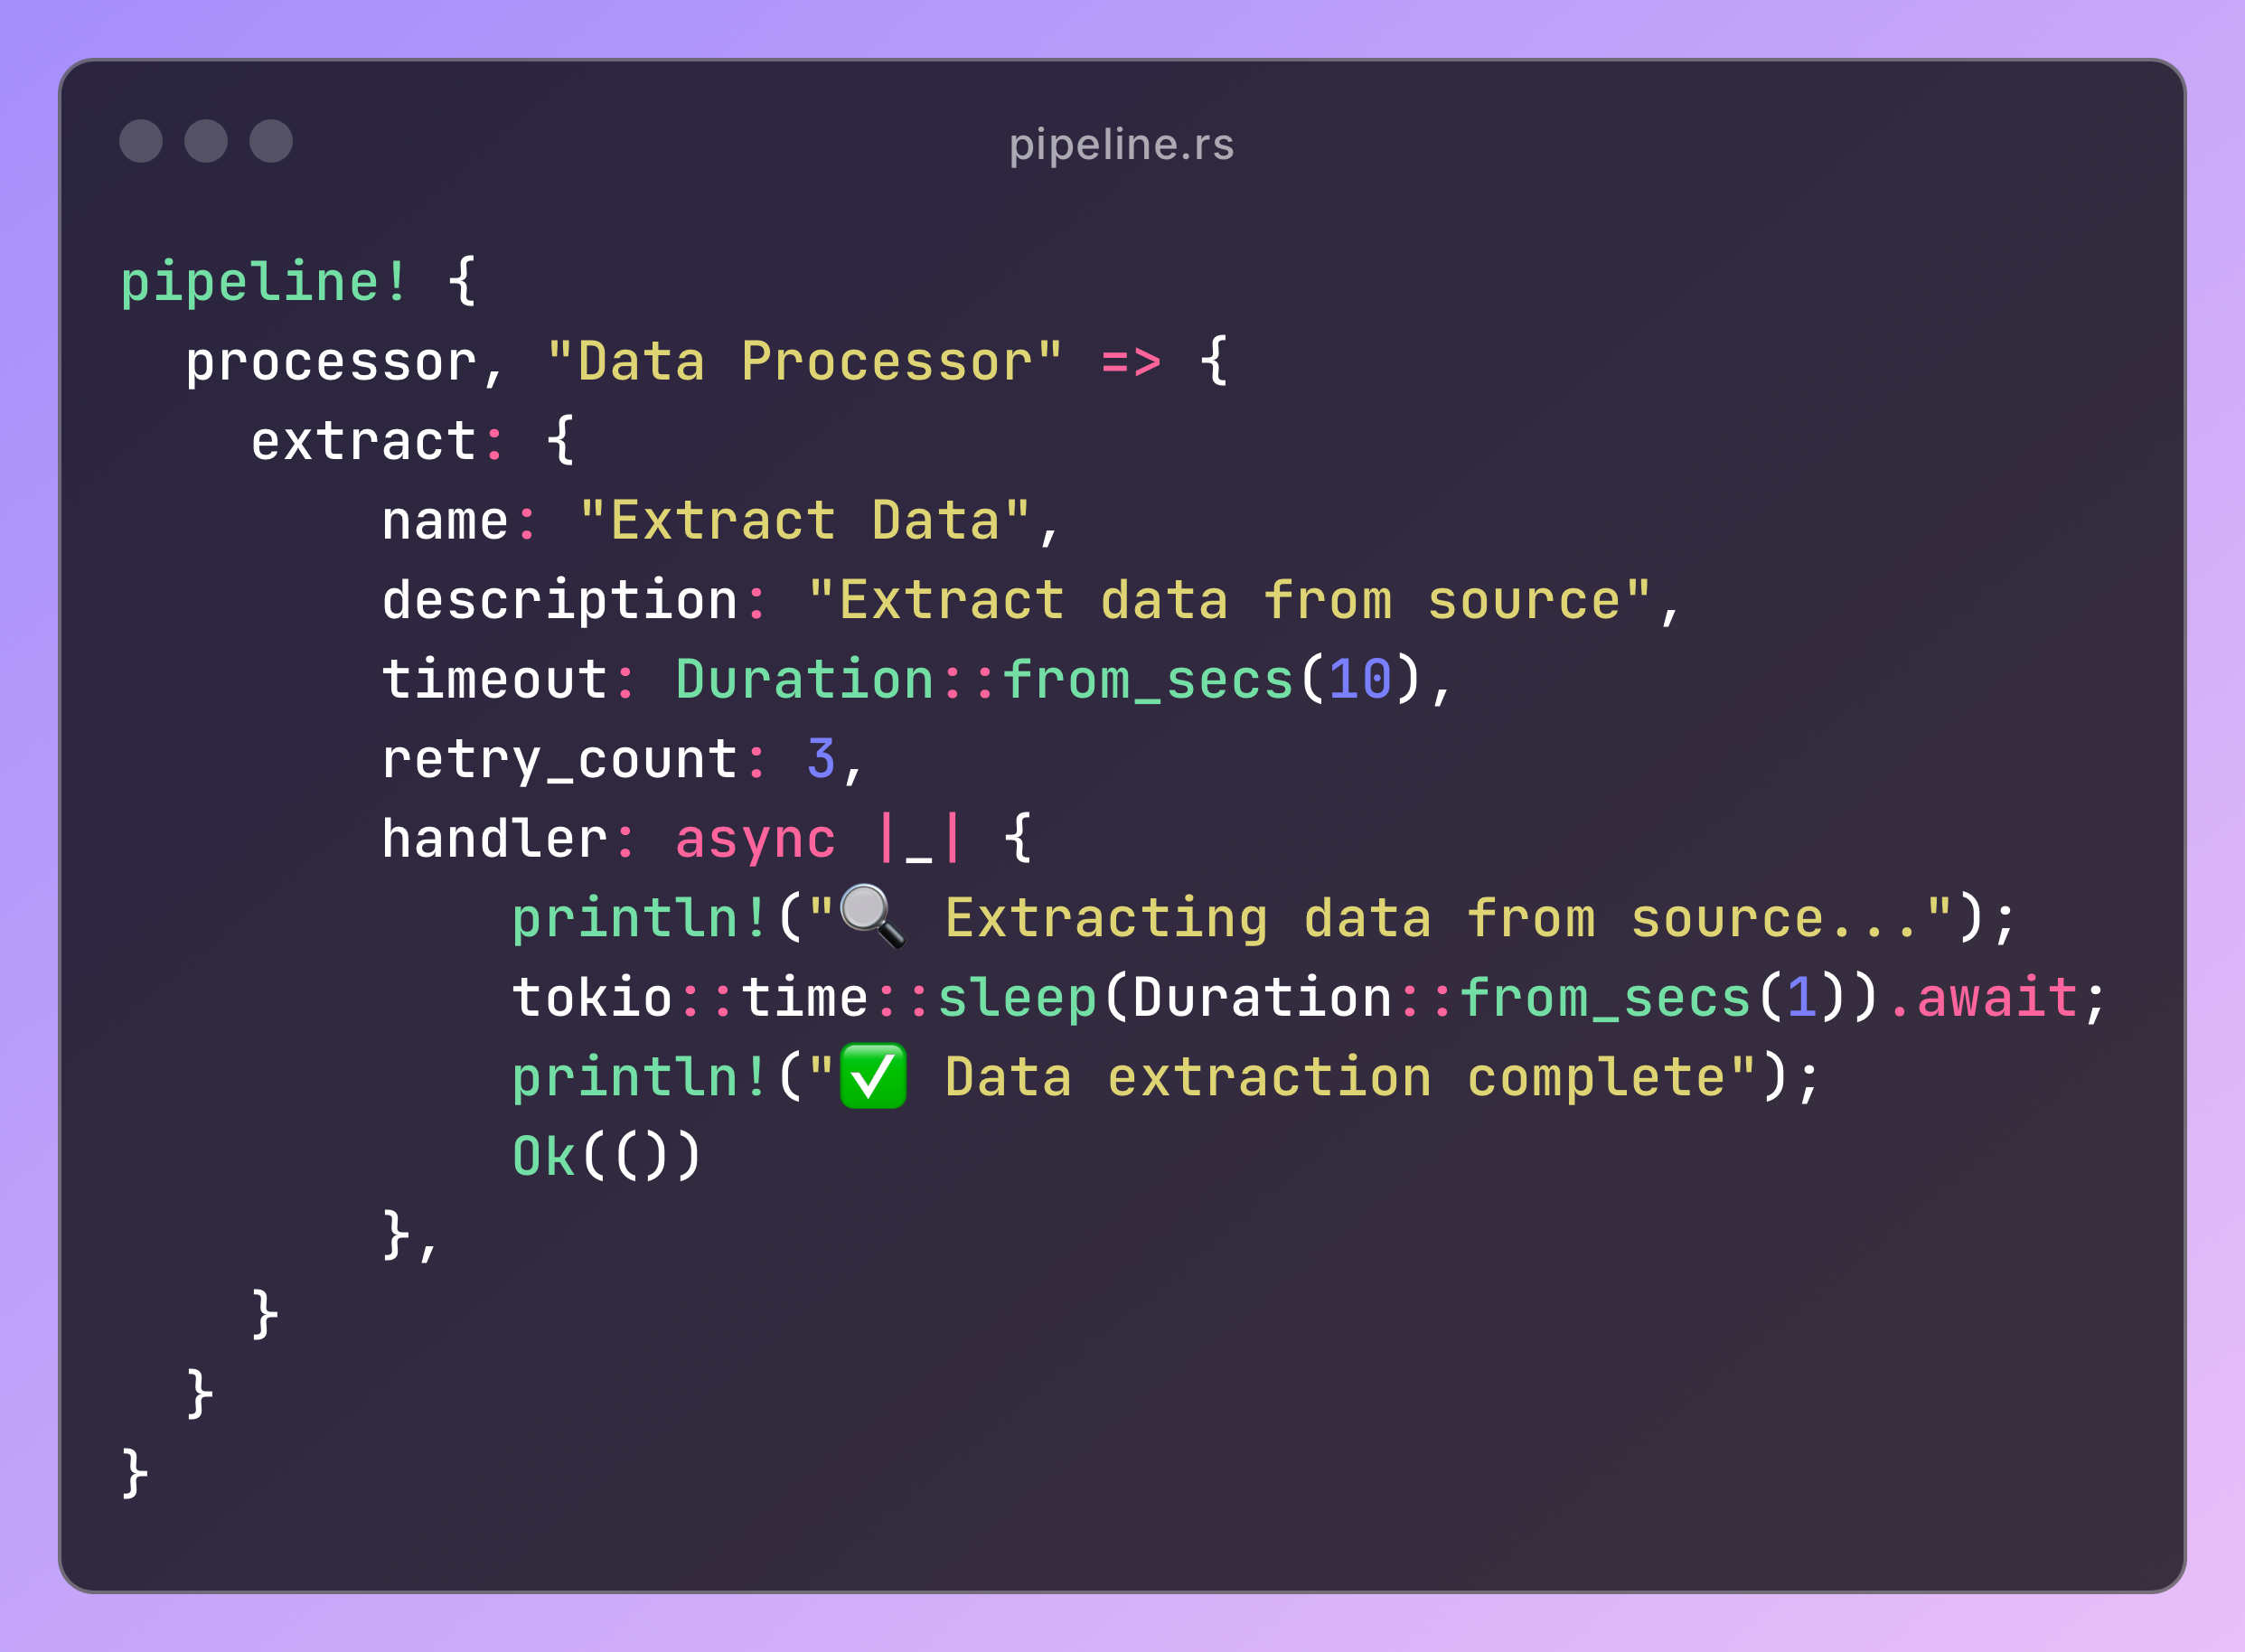 pipeline.rs
pipeline! {
  processor, "Data Processor" => {
    extract: {
        name: "Extract Data",
        description: "Extract data from source",
        timeout: Duration::from_secs(10),
        retry_count: 3,
        handler: async |_| {
            println!("🔍 Extracting data from source...");
            tokio::time::sleep(Duration::from_secs(1)).await;
            println!("✅ Data extraction complete");
            Ok(())
        },
    }
  }
}